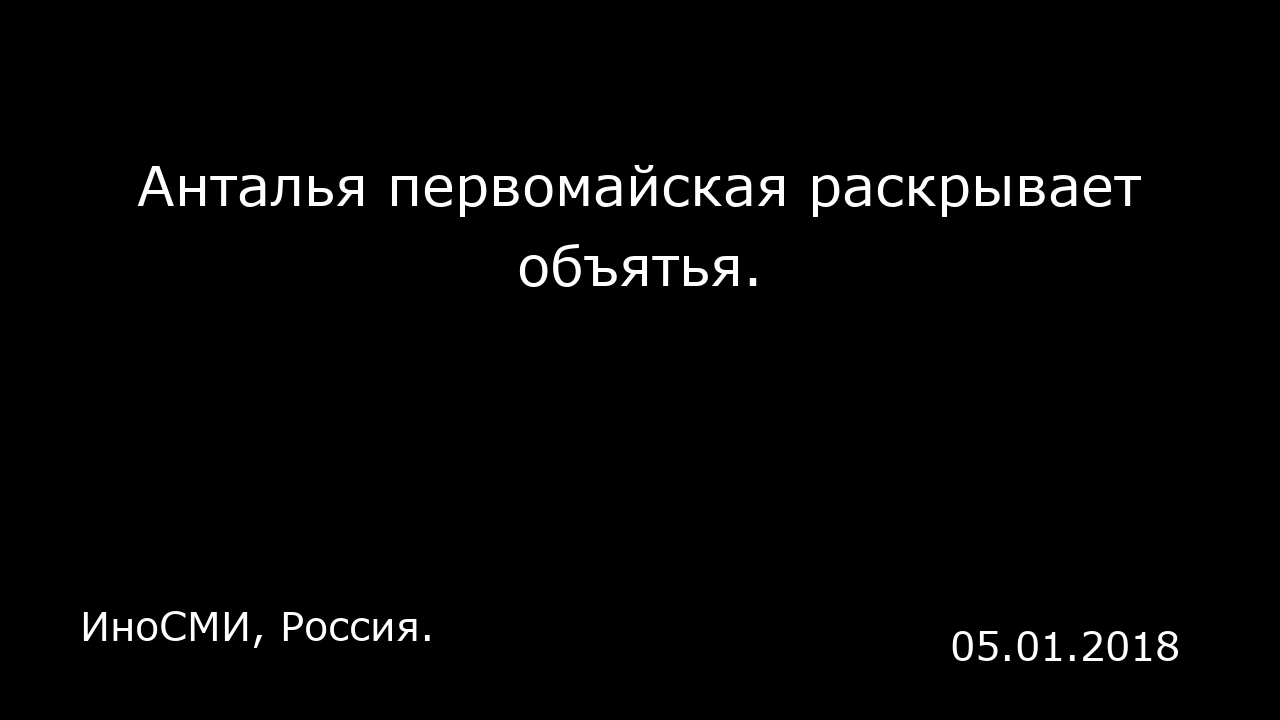 Анталья первомайская раскрывает
объятья.
ИноСМИ, Россия.
05.01.2018